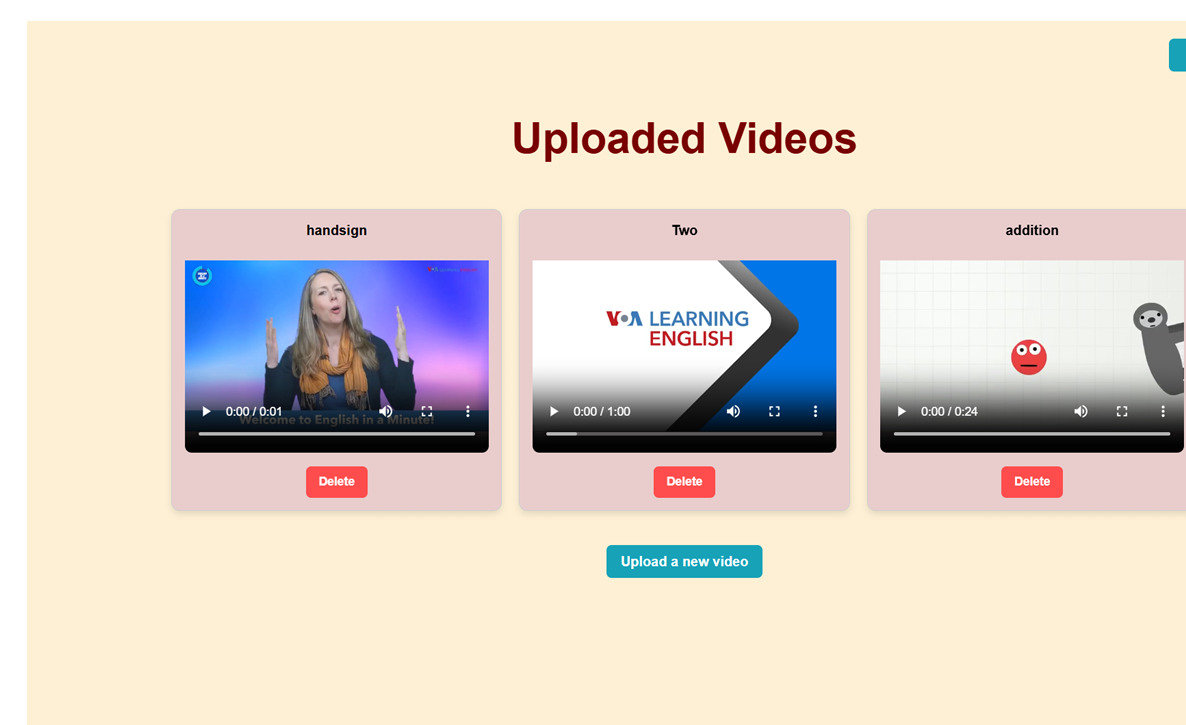 Uploaded Videos
handsign
Two
addition
VOA LEARNING
ENGLISH
0:00 / 0:01
0:00 / 1:00
0:00 / 0:24
Welcome to English in a Minute!
Delete
Delete
Delete
Upload a new video